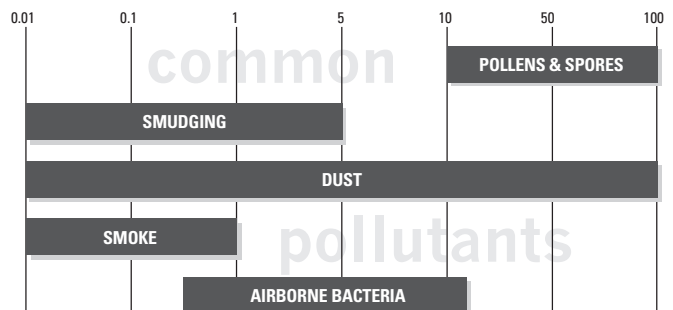 0.01 0.1 1 5 10 50 100
common
POLLENS & SPORES
SMUDGING
DUST
SMOKE
pollutants
AIRBORNE BACTERIA